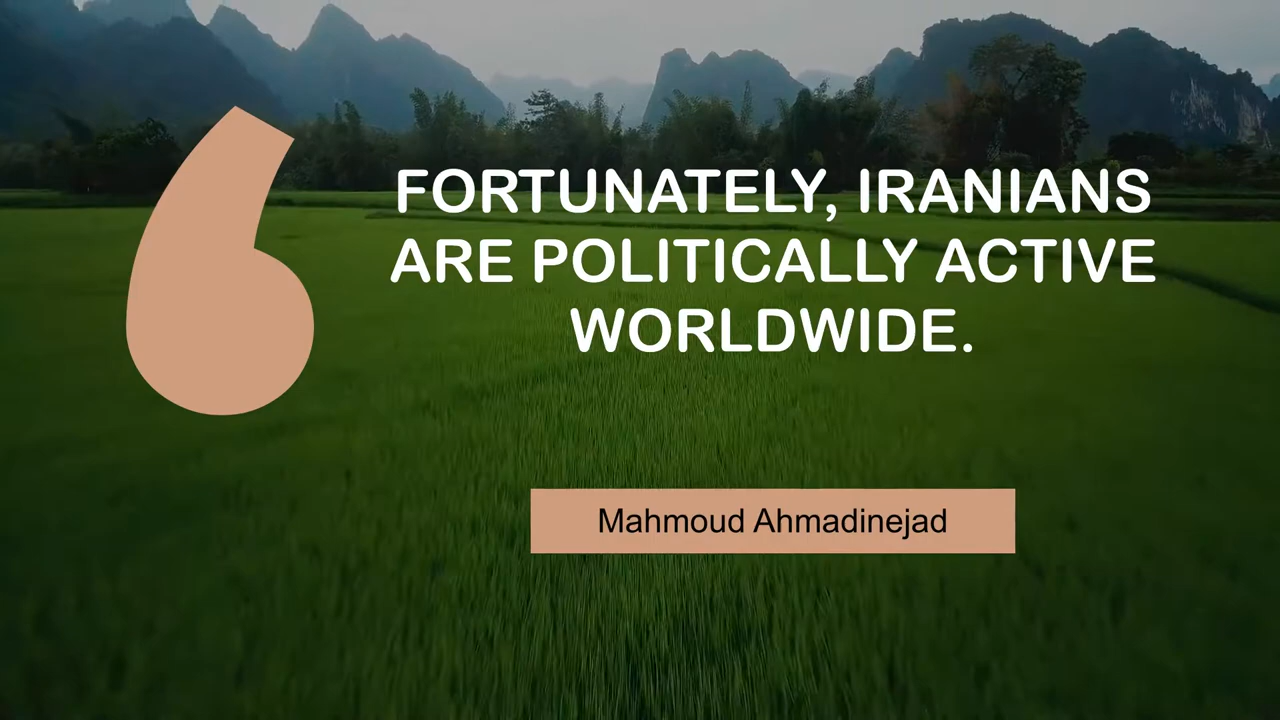 FORTUNATELY, IRANIANS
ARE POLITICALLY ACTIVE
WORLDWIDE.
Mahmoud Ahmadinejad